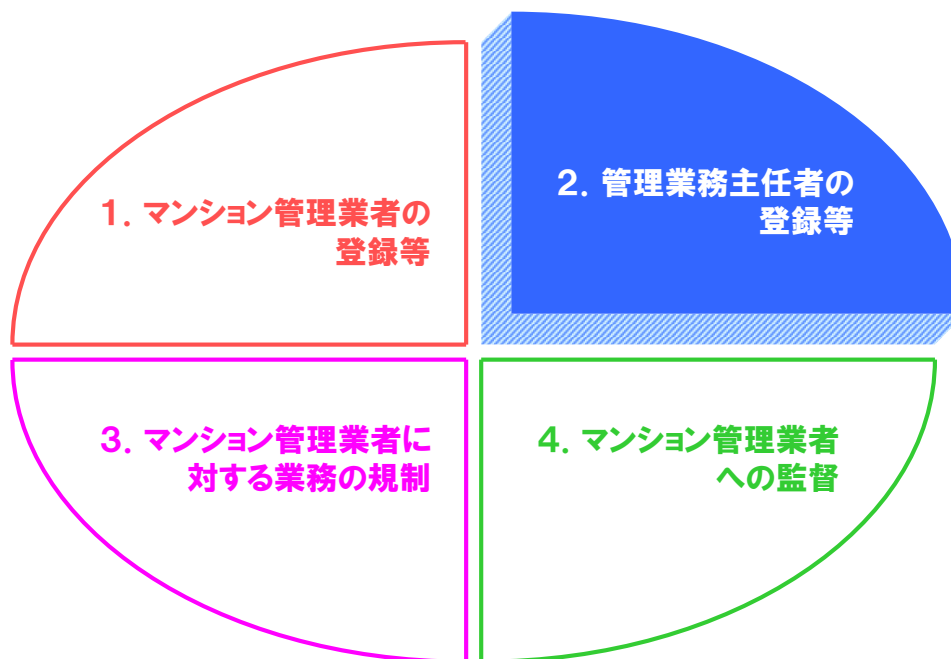 1. マンション管理業者の
登録等
2. 管理業務主任者の
登録等
3. マンション管理業者に
対する業務の規制
4. マンション管理業者
への監督